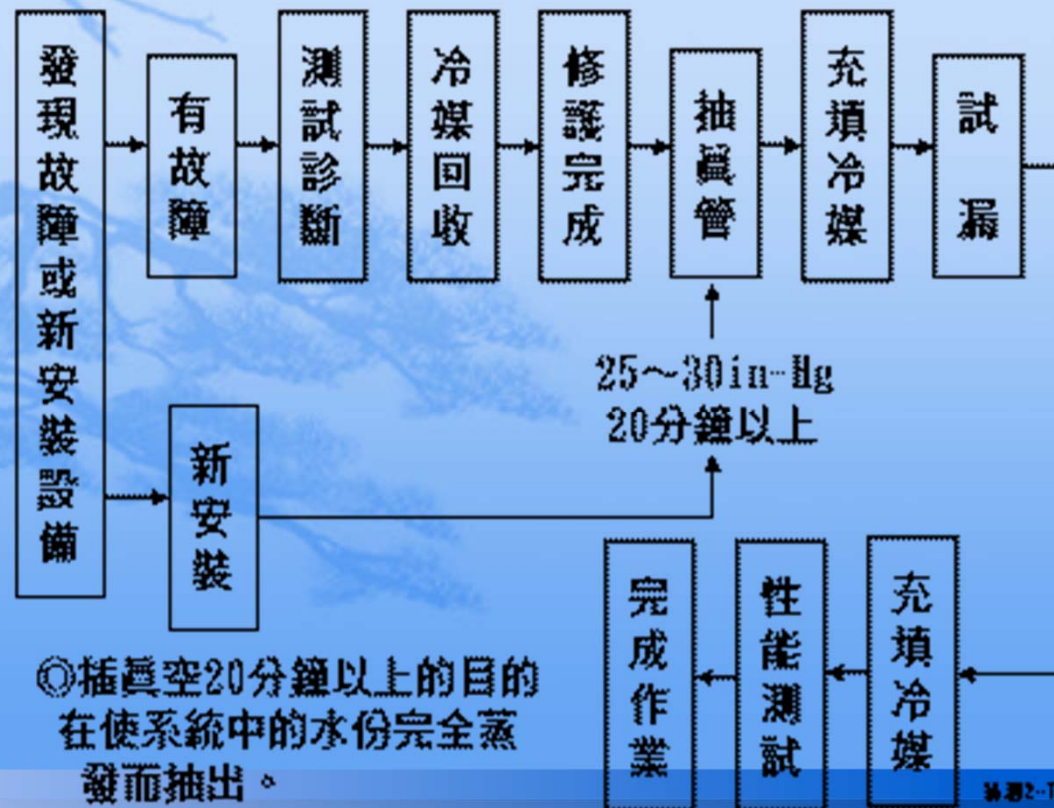 發現故障或新安裝設備
有故障
測試診斷
冷媒回收
修護完成
抽眞管
充填冷媒
試漏
25～30in-Hg
20分鐘以上
新安裝
充填冷媒
性能測試
完成作業
◎插眞空20分鐘以上的目的
在使系統中的水份完全蒸
發而抽出。